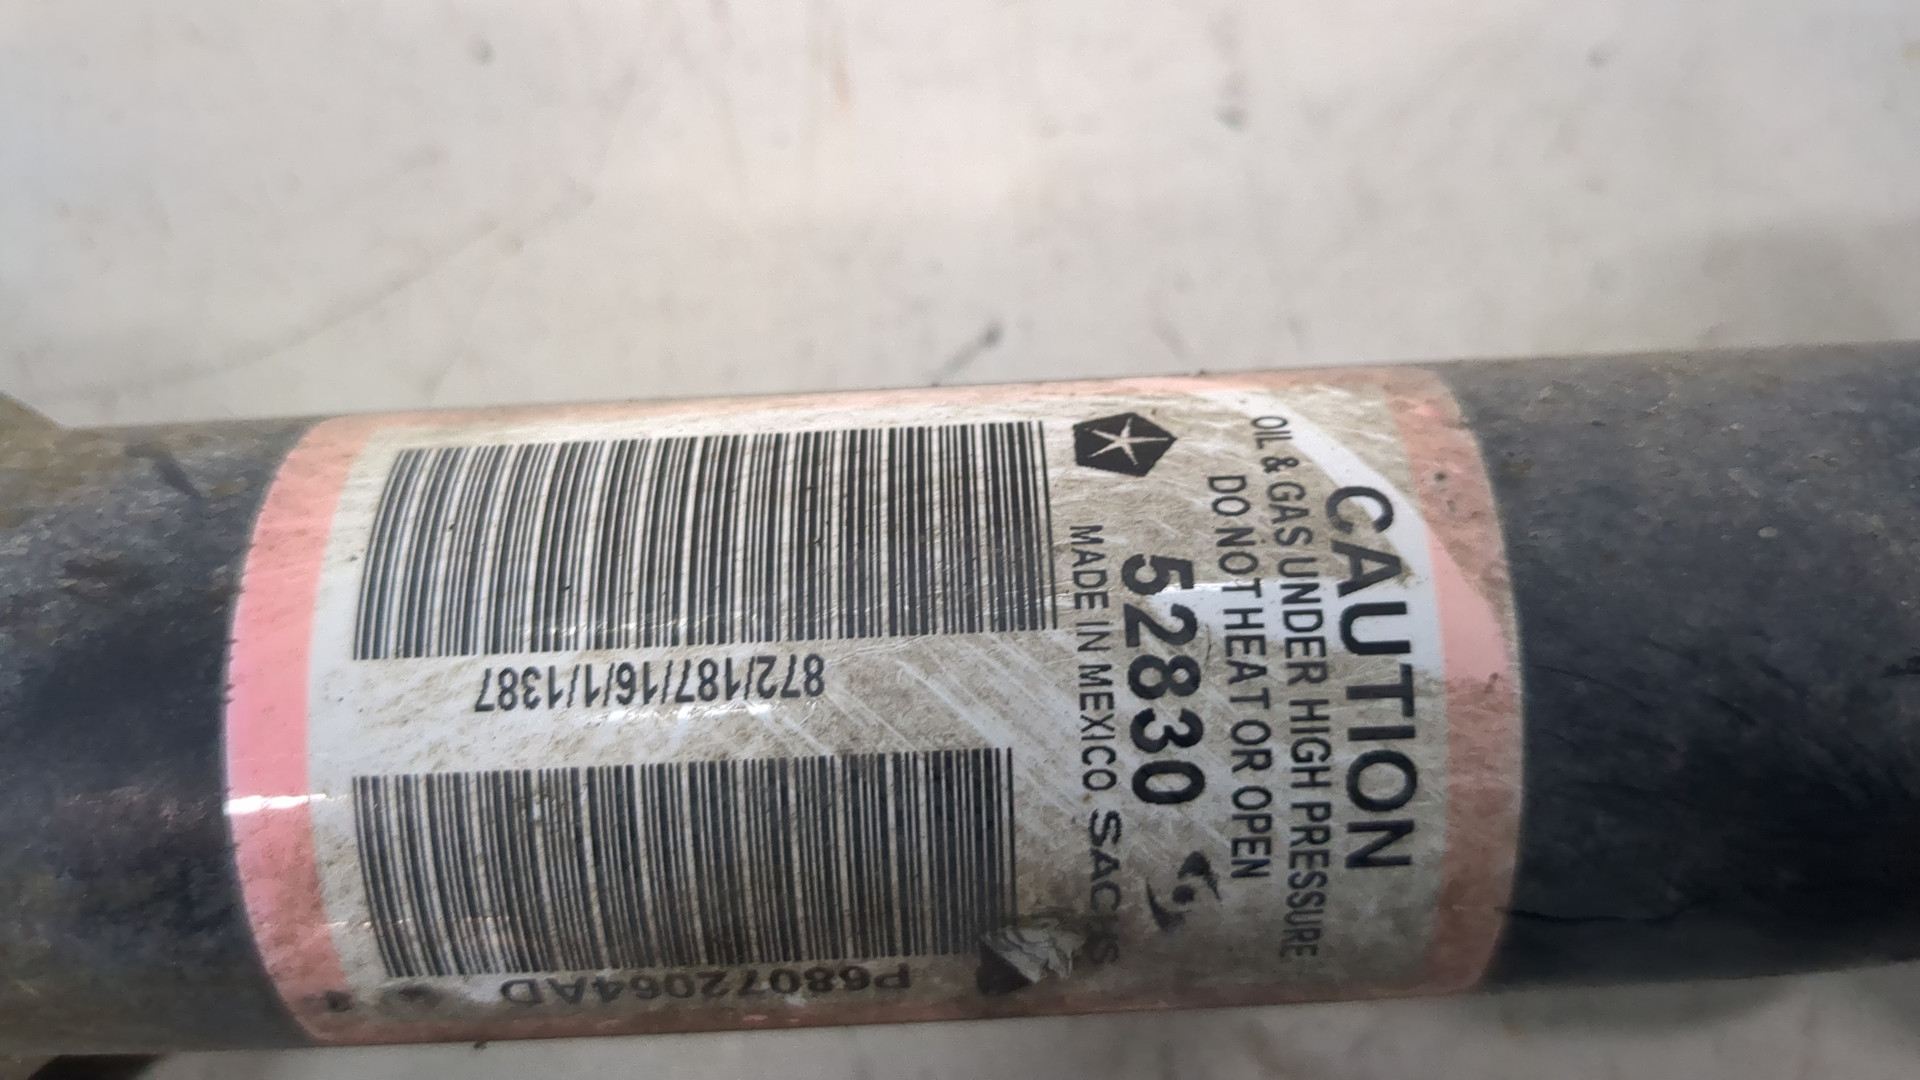 CAUTION
OIL & GAS UNDER HIGH PRESSURE
DO NOT HEAT OR OPEN
52830
MADE IN MEXICO SACHS
872/187/16/1/1387
P68072064AD